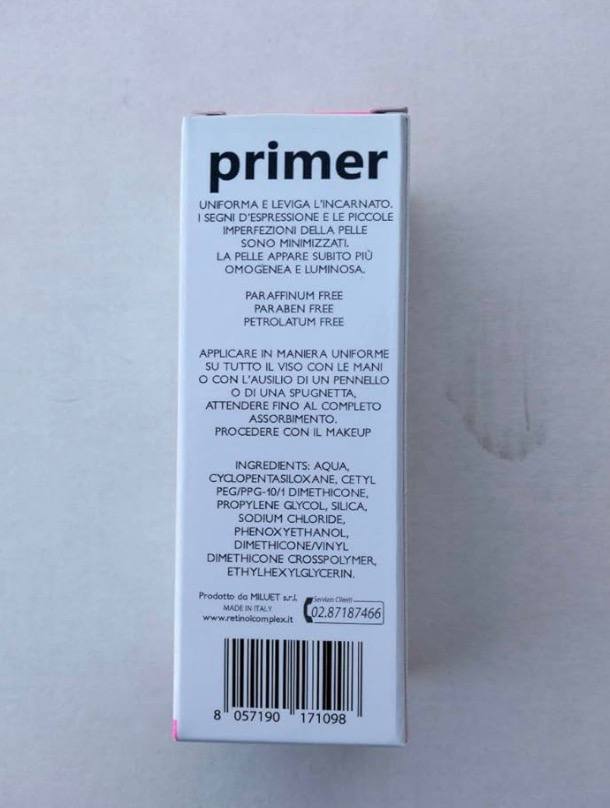 primer
UNIFORMA E LEVIGA L'INCARNATO.
I SEGNI D'ESPRESSIONE E LE PICCOLE
IMPERFEZIONI DELLA PELLE
SONO MINIMIZZATI.
LA PELLE APPARE SUBITO PIÙ
OMOGENEA E LUMINOSA.
PARAFFINUM FREE
PARABEN FREE
PETROLATUM FREE
APPLICARE IN MANIERA UNIFORME
SU TUTTO IL VISO CON LE MANI
O CON L'AUSILIO DI UN PENNELLO
O DI UNA SPUGNETTA,
ATTENDERE FINO AL COMPLETO
ASSORBIMENTO.
PROCEDERE CON IL MAKEUP
INGREDIENTS: AQUA,
CYCLOPENTASILOXANE, CETYL
PEG/PPG-10/1 DIMETHICONE,
PROPYLENE GLYCOL, SILICA,
SODIUM CHLORIDE,
PHENOXYETHANOL,
DIMETHICONE/VINYL
DIMETHICONE CROSSPOLYMER,
ETHYLHEXYLGLYCERIN.
Prodotto da MILUET s.r.l.
MADE IN ITALY
www.retinolcomplex.it
Servizio Clienti
02.87187466
8 057190 171098